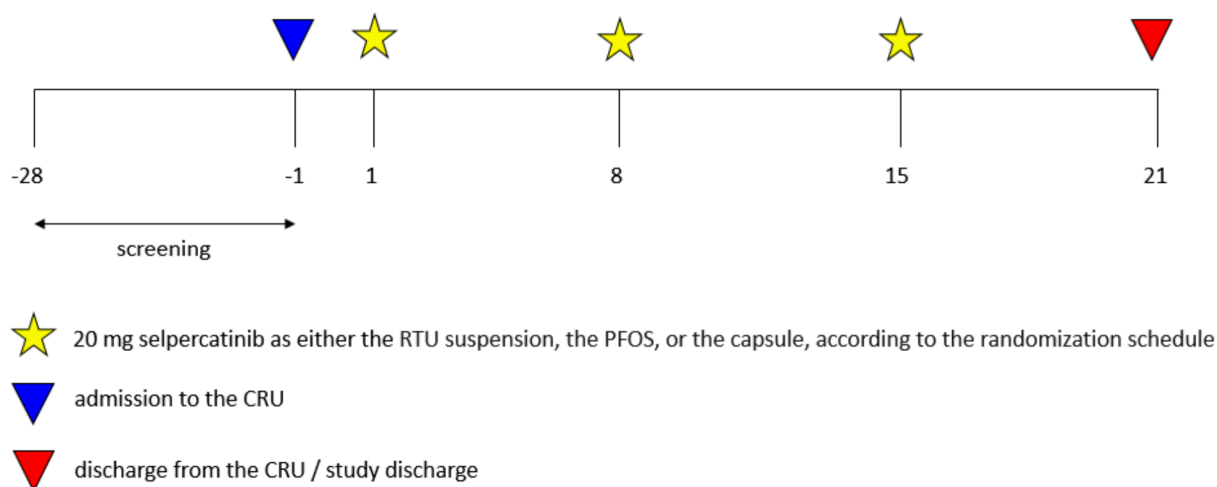 -28 -1 1 8 15 21
screening
20 mg selpercatinib as either the RTU suspension, the PFOS, or the capsule, according to the randomization schedule
admission to the CRU
discharge from the CRU / study discharge